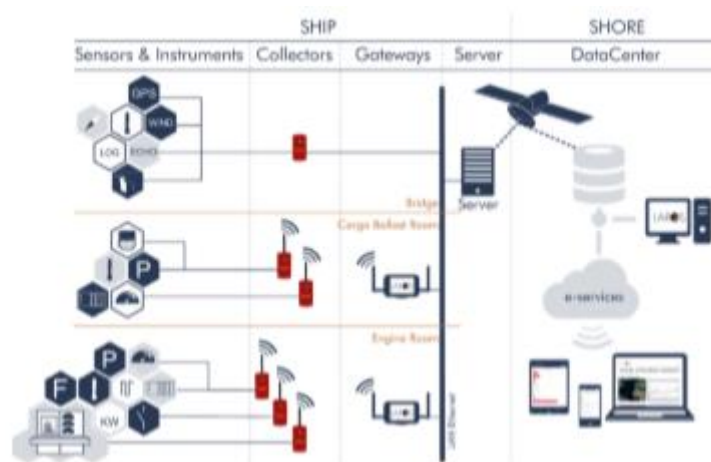 SHIP
SHORE
Sensors & Instruments
Collectors
Gateways
Server
DataCenter
GPS
WIND
LOG
ECHO
Bridge
Server
Cargo Ballast Room
P
e-services
Engine Room
P
F
KW
Ethernet